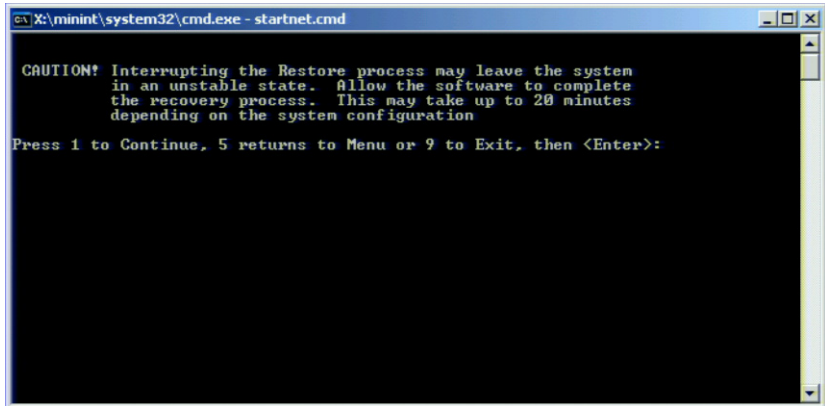 X:\minint\system32\cmd.exe - startnet.cmd
CAUTION! Interrupting the Restore process may leave the system
in an unstable state. Allow the software to complete
the recovery process. This may take up to 20 minutes
depending on the system configuration
Press 1 to Continue, 5 returns to Menu or 9 to Exit, then <Enter>: